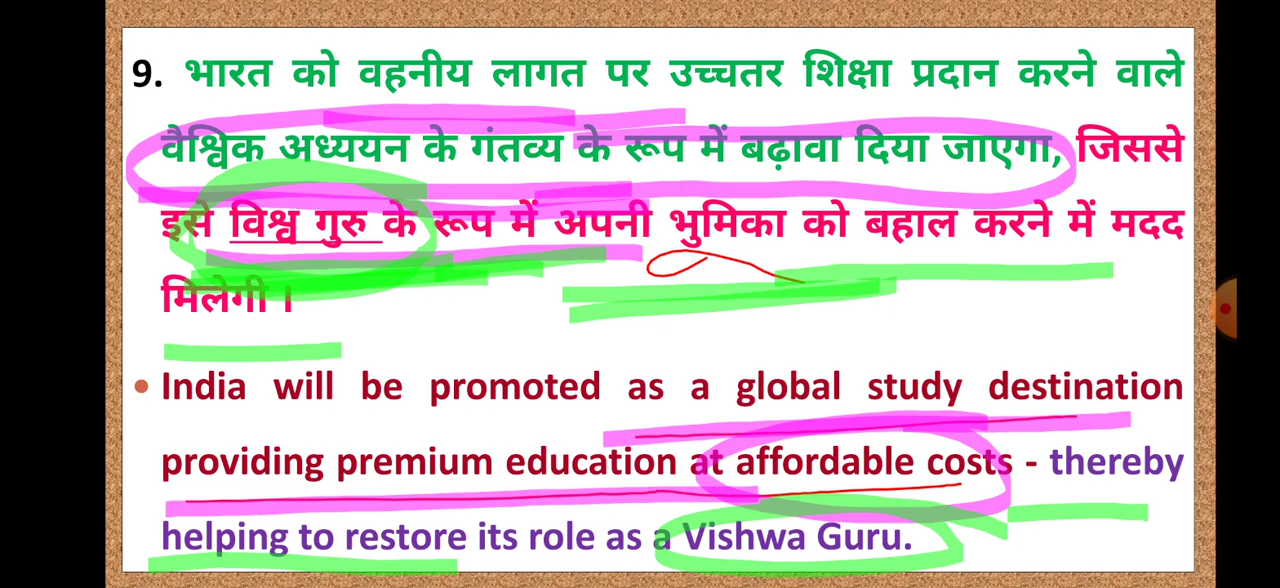 9. भारत को वहनीय लागत पर उच्चतर शिक्षा प्रदान करने वाले
वैश्विक अध्ययन के गंतव्य के रूप में बढ़ावा दिया जाएगा, जिससे
इसे विश्व गुरु के रूप में अपनी भुमिका को बहाल करने में मदद
मिलेगी ।
• India will be promoted as a global study destination
providing premium education at affordable costs - thereby
helping to restore its role as a Vishwa Guru.